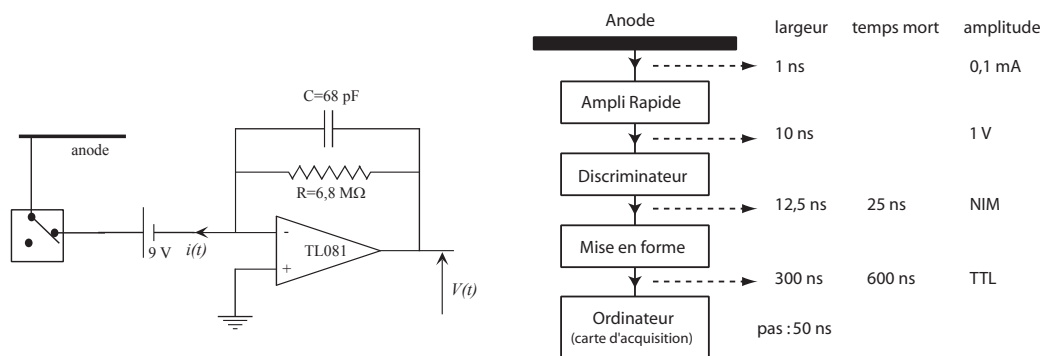 C=68 pF
anode
R=6,8 MΩ
-
TL081
+
9 V
i(t)
V(t)
Anode
largeur temps mort amplitude
1 ns 0,1 mA
Ampli Rapide
10 ns 1 V
Discriminateur
12,5 ns 25 ns NIM
Mise en forme
300 ns 600 ns TTL
Ordinateur
(carte d'acquisition)
pas : 50 ns